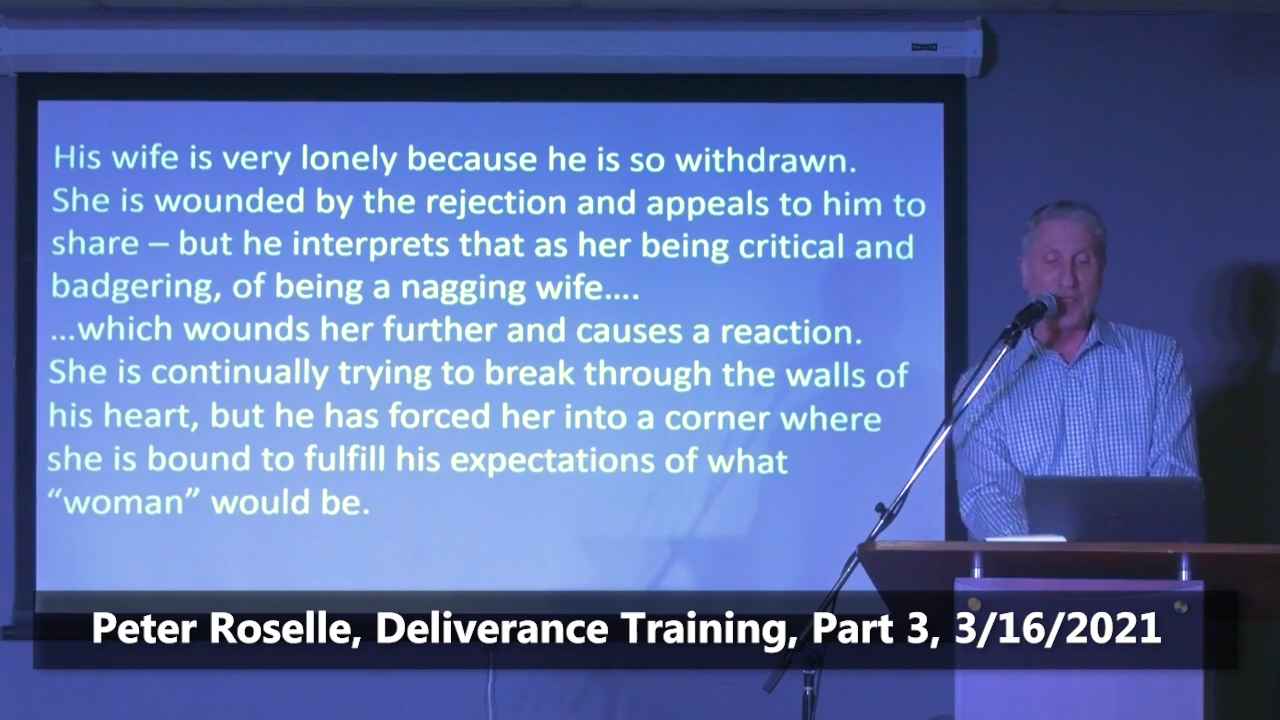 His wife is very lonely because he is so withdrawn.
She is wounded by the rejection and appeals to him to
share – but he interprets that as her being critical and
badgering, of being a nagging wife….
…which wounds her further and causes a reaction.
She is continually trying to break through the walls of
his heart, but he has forced her into a corner where
she is bound to fulfill his expectations of what
“woman” would be.
Peter Roselle, Deliverance Training, Part 3, 3/16/2021